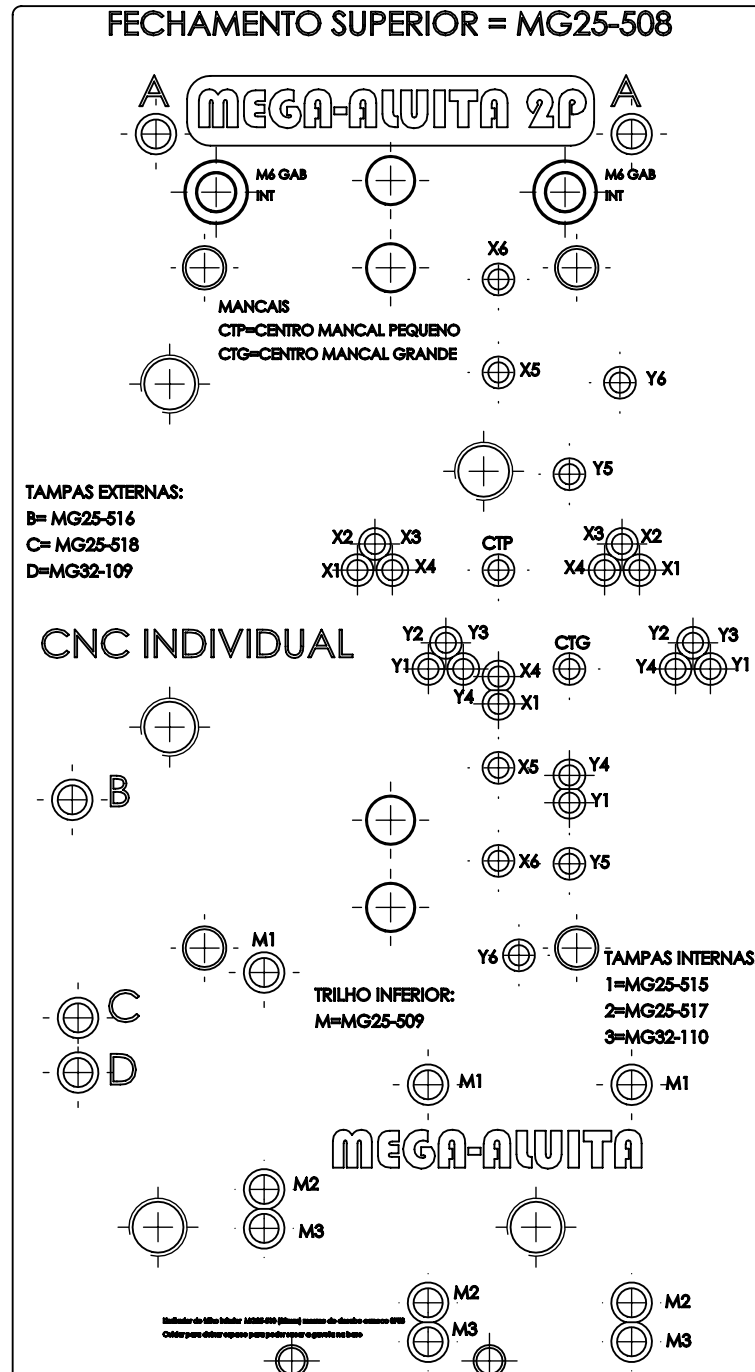 FECHAMENTO SUPERIOR = MG25-508
A
MEGA-ALUITA 2P
A
M6 GAB
INT
M6 GAB
INT
X6
MANCAIS
CTP=CENTRO MANCAL PEQUENO
CTG=CENTRO MANCAL GRANDE
X5
Y6
Y5
TAMPAS EXTERNAS:
B= MG25-516
C= MG25-518
D=MG32-109
X2 X3
X1 X4
CTP
X3 X2
X4 X1
CNC INDIVIDUAL
Y2 Y3
Y1 Y4
CTG
Y2 Y3
Y4 Y1
X4
X1
X5
Y4
Y1
B
X6
Y5
M1
Y6
TAMPAS INTERNAS
1=MG25-515
2=MG25-517
3=MG32-110
TRILHO INFERIOR:
M=MG25-509
C
D
M1
M1
MEGA-ALUITA
M2
M3
M2
M2
M3
M3